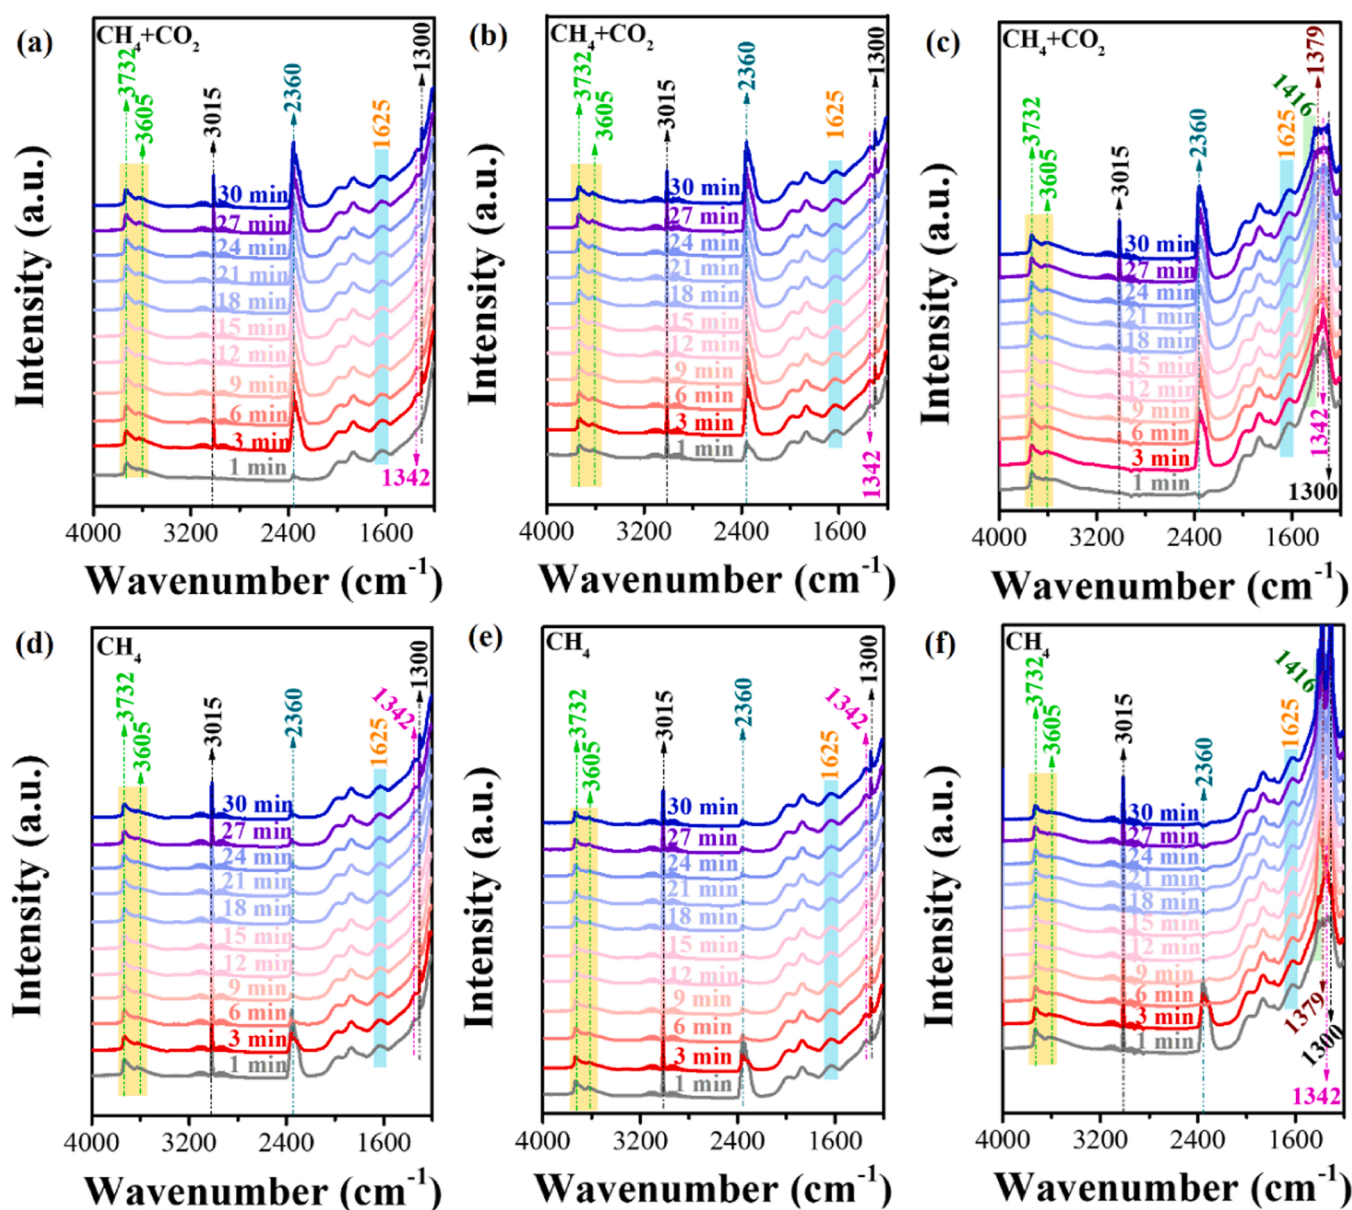 (a)
CH4+CO2
3732
3605
3015
2360
1625
1300
1342
30 min
27 min
24 min
21 min
18 min
15 min
12 min
9 min
6 min
3 min
1 min
Intensity (a.u.)
4000 3200 2400 1600
Wavenumber (cm-1)
(b)
CH4+CO2
3732
3605
3015
2360
1625
1300
1342
30 min
27 min
24 min
21 min
18 min
15 min
12 min
9 min
6 min
3 min
1 min
Intensity (a.u.)
4000 3200 2400 1600
Wavenumber (cm-1)
(c)
CH4+CO2
3732
3605
3015
2360
1625
1416
1379
1342
1300
30 min
27 min
24 min
21 min
18 min
15 min
12 min
9 min
6 min
3 min
1 min
Intensity (a.u.)
4000 3200 2400 1600
Wavenumber (cm-1)
(d)
CH4
3732
3605
3015
2360
1625
1342
1300
30 min
27 min
24 min
21 min
18 min
15 min
12 min
9 min
6 min
3 min
1 min
Intensity (a.u.)
4000 3200 2400 1600
Wavenumber (cm-1)
(e)
CH4
3732
3605
3015
2360
1625
1342
1300
30 min
27 min
24 min
21 min
18 min
15 min
12 min
9 min
6 min
3 min
1 min
Intensity (a.u.)
4000 3200 2400 1600
Wavenumber (cm-1)
(f)
CH4
3732
3605
3015
2360
1625
1416
1379
1300
1342
30 min
27 min
24 min
21 min
18 min
15 min
12 min
9 min
6 min
3 min
1 min
Intensity (a.u.)
4000 3200 2400 1600
Wavenumber (cm-1)